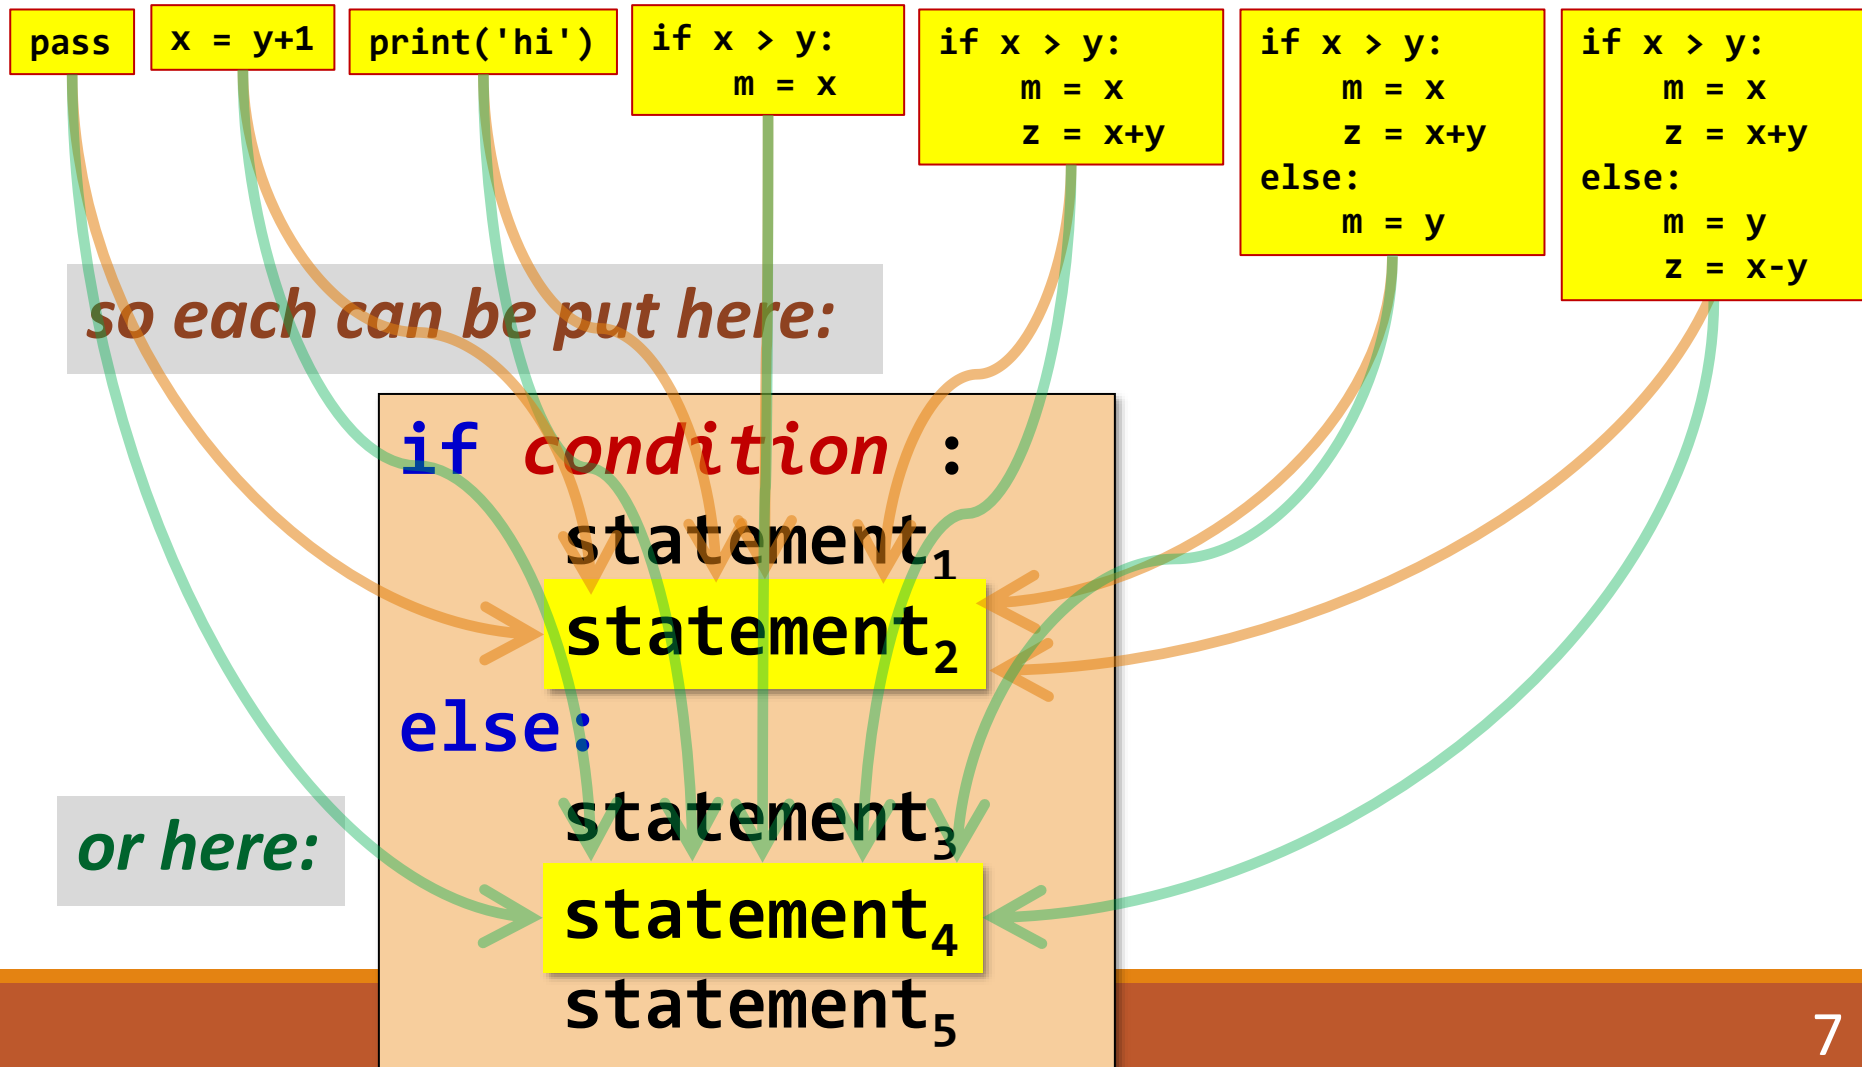 pass
x = y+1
print('hi')
if x > y:
    m = x
if x > y:
    m = x
    z = x+y
if x > y:
    m = x
    z = x+y
else:
    m = y
if x > y:
    m = x
    z = x+y
else:
    m = y
    z = x-y
so each can be put here:
if condition :
    statement1
    statement2
else:
    statement3
or here:
    statement4
    statement5
7